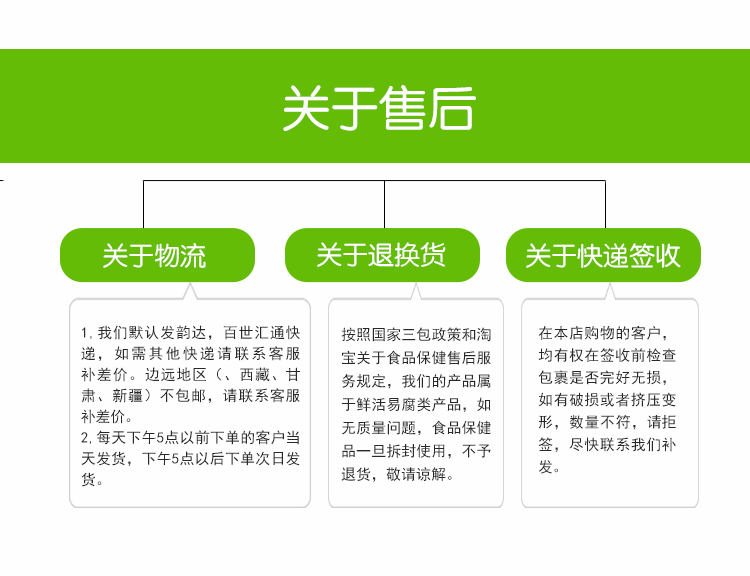 关于售后
关于物流
关于退换货
关于快递签收
1,我们默认发韵达，百世汇通快
递，如需其他快递请联系客服
补差价。边远地区（、西藏、甘
肃、新疆）不包邮，请联系客服
补差价。
2,每天下午5点以前下单的客户当
天发货，下午5点以后下单次日发
货。
按照国家三包政策和淘
宝关于食品保健售后服
务规定，我们的产品属
于鲜活易腐类产品，如
无质量问题，食品保健
品一旦拆封使用，不予
退货，敬请谅解。
在本店购物的客户，
均有权在签收前检查
包裹是否完好无损，
如有破损或者挤压变
形，数量不符，请拒
签，尽快联系我们补
发。